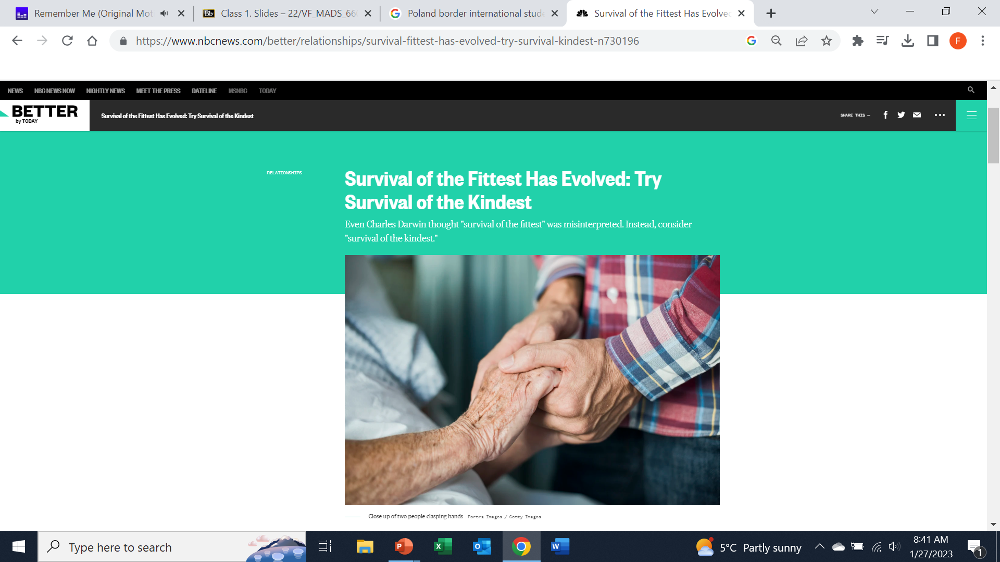 Remember Me (Original Mot
Class 1. Slides – 22/VF_MADS_66
Poland border international stude
Survival of the Fittest Has Evolved
https://www.nbcnews.com/better/relationships/survival-fittest-has-evolved-try-survival-kindest-n730196
F
NEWS NBC NEWS NOW NIGHTLY NEWS MEET THE PRESS DATELINE MSNBC TODAY
BETTER
by TODAY
Survival of the Fittest Has Evolved: Try Survival of the Kindest
SHARE THIS —
RELATIONSHIPS
Survival of the Fittest Has Evolved: Try
Survival of the Kindest
Even Charles Darwin thought "survival of the fittest" was misinterpreted. Instead, consider
"survival of the kindest."
Close up of two people clasping hands Portra Images / Getty Images
Type here to search
5°C Partly sunny
8:41 AM
1/27/2023
1